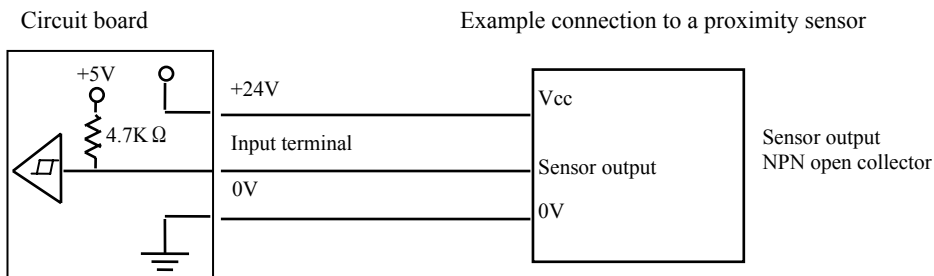 Circuit board
Example connection to a proximity sensor
+5V
+24V
Vcc
4.7K Ω
Input terminal
Sensor output
Sensor output
NPN open collector
0V
0V